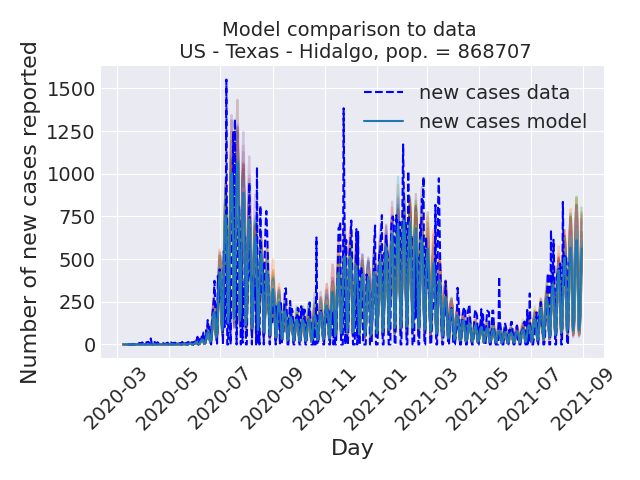 Model comparison to data
US - Texas - Hidalgo, pop. = 868707
Number of new cases reported
1500
1250
1000
750
500
250
0
new cases data
new cases model
2020-03
2020-05
2020-07
2020-09
2020-11
2021-01
2021-03
2021-05
2021-07
2021-09
Day